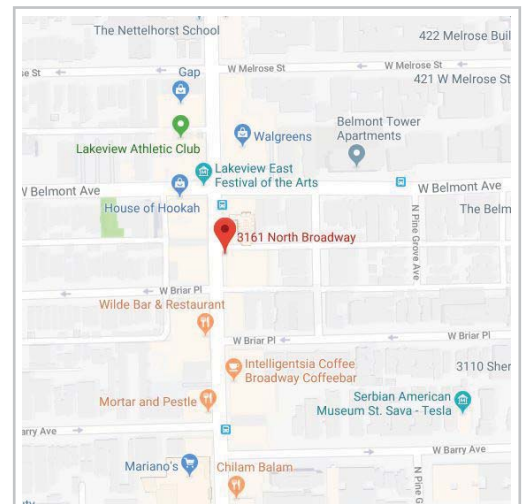 The Nettelhorst School
422 Melrose Buil
se St
Gap
W Melrose St
W Melrose St
421 W Melrose St
Walgreens
Belmont Tower
Apartments
Lakeview Athletic Club
Lakeview East
Festival of the Arts
W Belmont Ave
W Belmont Ave
House of Hookah
N Pine Grove Ave
The Belm
3161 North Broadway
W Briar Pl
Wilde Bar & Restaurant
W Briar Pl
W Briar Pl
Intelligentsia Coffee
Broadway Coffeebar
3110 Sher
Mortar and Pestle
Serbian American
Museum St. Sava - Tesla
arry Ave
W Barry Ave
Mariano's
Chilam Balam
N Pine G